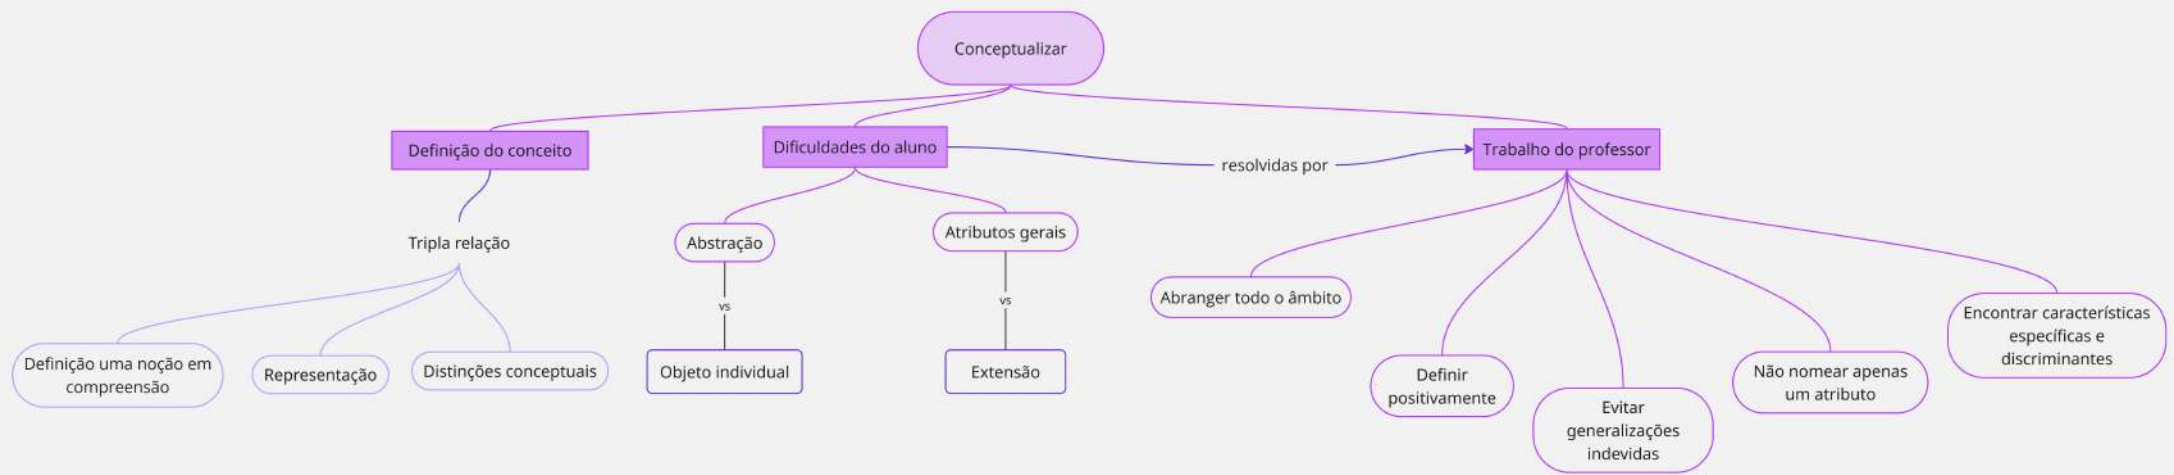 Conceptualizar
Definição do conceito
Dificuldades do aluno
resolvidas por
Trabalho do professor
Tripla relação
Abstração
Atributos gerais
vs
vs
Definição uma noção em
compreensão
Representação
Distinções conceptuais
Objeto individual
Extensão
Abranger todo o âmbito
Definir
positivamente
Evitar
generalizações
indevidas
Não nomear apenas
um atributo
Encontrar características
específicas e
discriminantes